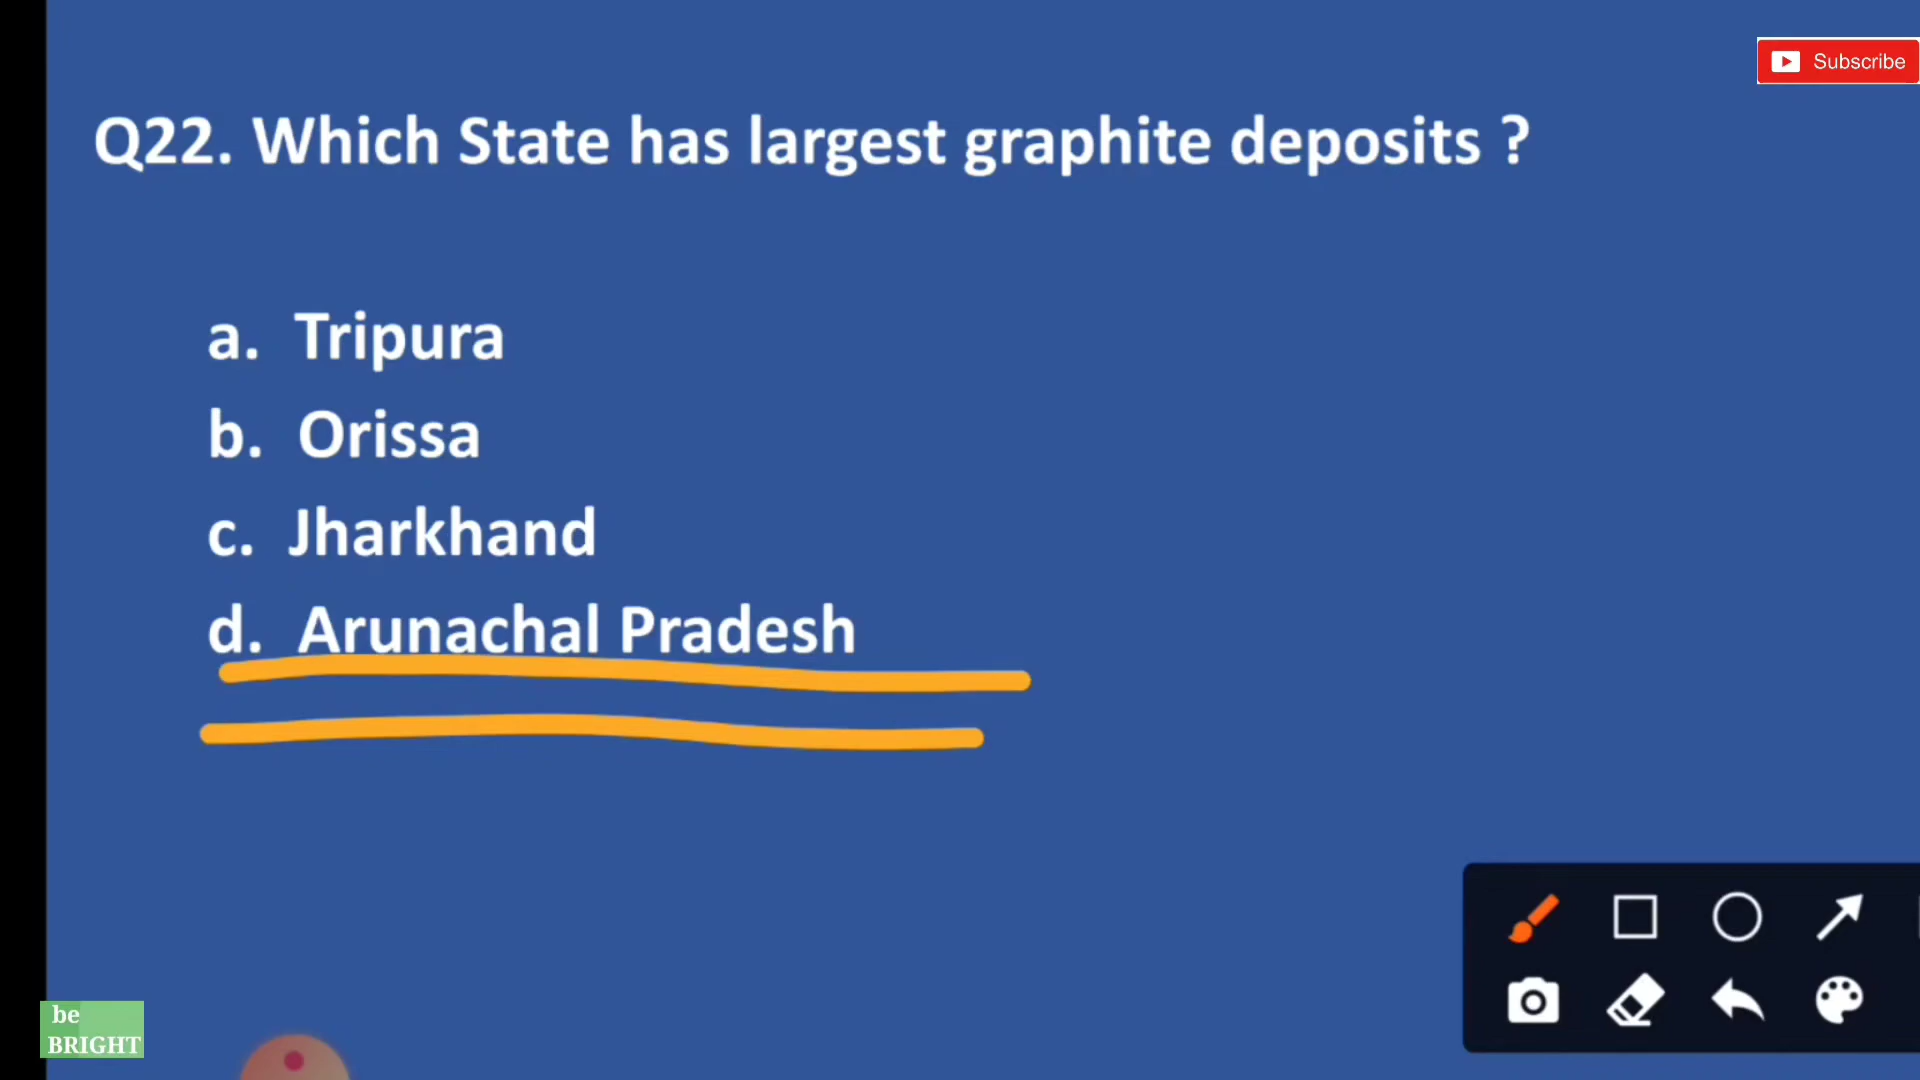 Subscribe
Q22. Which State has largest graphite deposits ?
a. Tripura
b. Orissa
c. Jharkhand
d. Arunachal Pradesh
be
BRIGHT